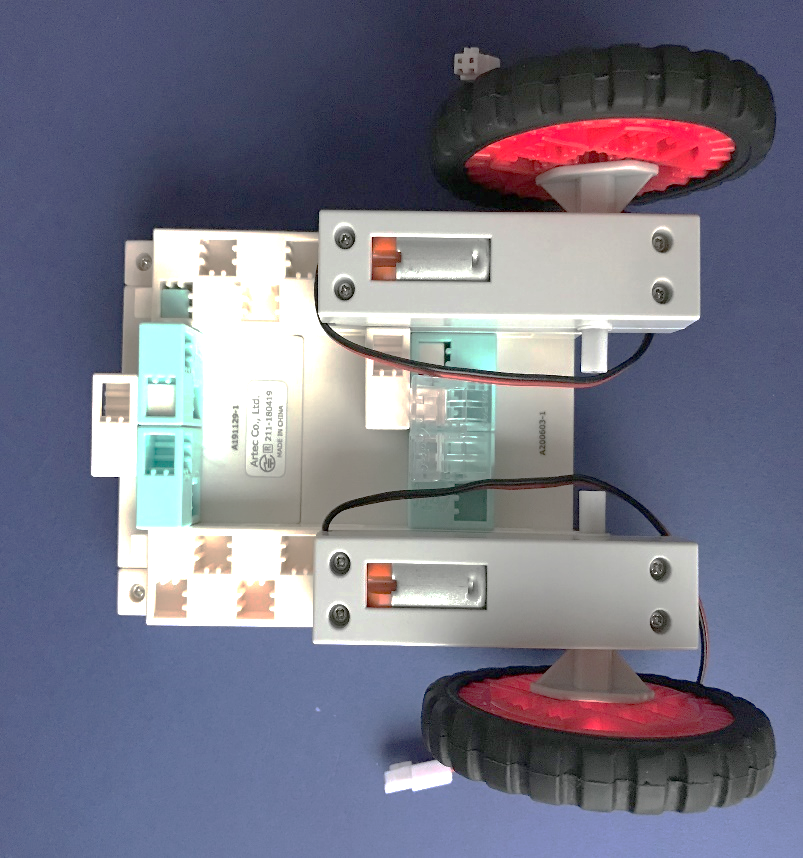 A191129-1
Artec Co., Ltd.
R 211-180419
MADE IN CHINA
A200603-1